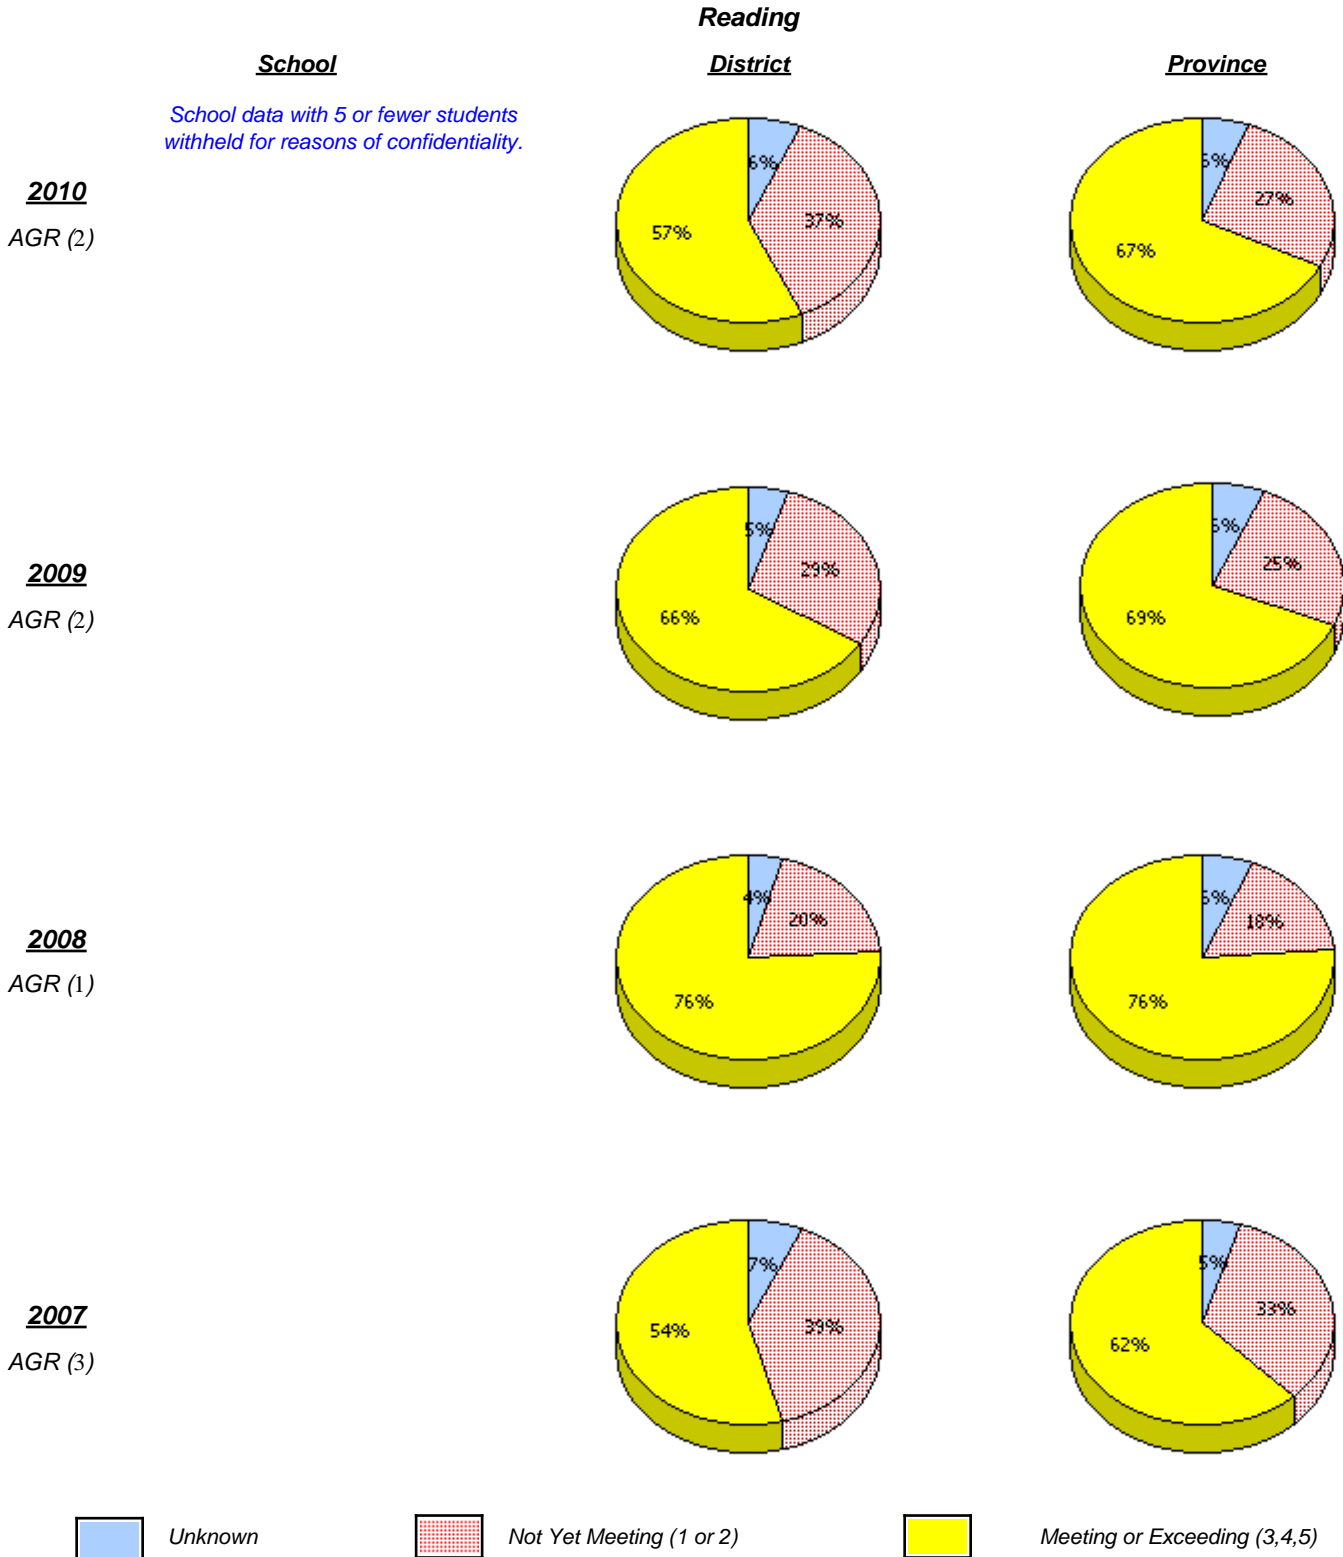 Reading
School District Province
School data with 5 or fewer students
withheld for reasons of confidentiality.
2010
AGR (2)
6%
37%
57%
6%
27%
67%
2009
AGR (2)
5%
29%
66%
6%
25%
69%
2008
AGR (1)
4%
20%
76%
6%
18%
76%
2007
AGR (3)
7%
39%
54%
5%
33%
62%
Unknown
Not Yet Meeting (1 or 2)
Meeting or Exceeding (3,4,5)